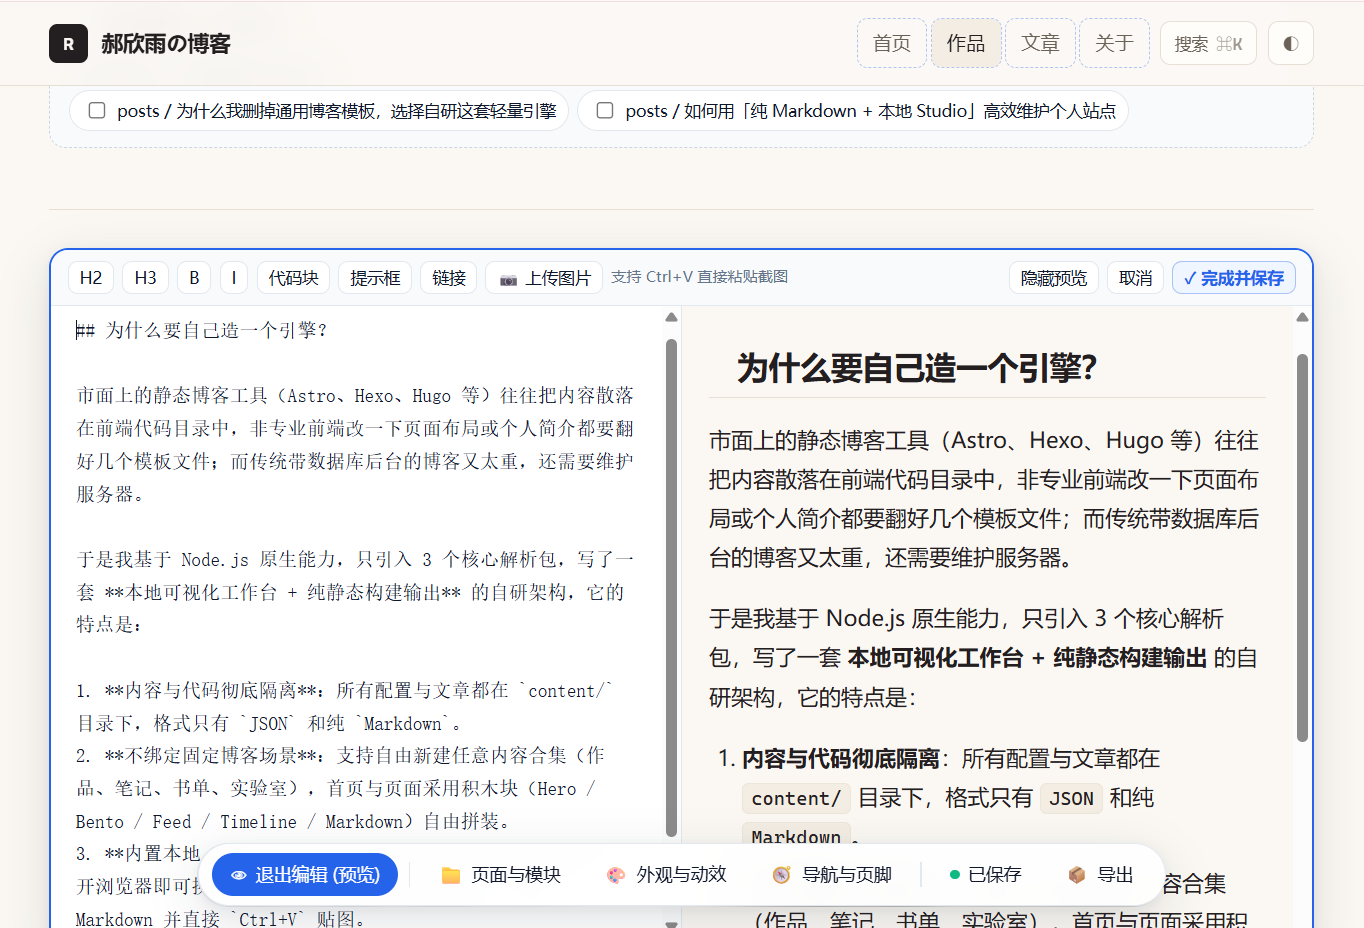 R 郝欣雨の博客 首页 作品 文章 关于 搜索 ⌘K
posts / 为什么我删掉通用博客模板，选择自研这套轻量引擎 posts / 如何用「纯 Markdown + 本地 Studio」高效维护个人站点
H2 H3 B I 代码块 提示框 链接 📷 上传图片 支持 Ctrl+V 直接粘贴截图 隐藏预览 取消 ✓ 完成并保存
## 为什么要自己造一个引擎？
市面上的静态博客工具（Astro、Hexo、Hugo 等）往往把内容散落
在前端代码目录中，非专业前端改一下页面布局或个人简介都要翻
好几个模板文件；而传统带数据库后台的博客又太重，还需要维护
服务器。
于是我基于 Node.js 原生能力，只引入 3 个核心解析包，写了一
套 **本地可视化工作台 + 纯静态构建输出** 的自研架构，它的
特点是：
1. **内容与代码彻底隔离**：所有配置与文章都在 `content/`
目录下，格式只有 `JSON` 和纯 `Markdown`。
2. **不绑定固定博客场景**：支持自由新建任意内容合集（作
品、笔记、书单、实验室），首页与页面采用积木块（Hero /
Bento / Feed / Timeline / Markdown）自由拼装。
3. **内置本地
开浏览器即可
Markdown 并直接 `Ctrl+V` 贴图。
为什么要自己造一个引擎？
市面上的静态博客工具（Astro、Hexo、Hugo 等）往往
把内容散落在前端代码目录中，非专业前端改一下页面布
局或个人简介都要翻好几个模板文件；而传统带数据库后
台的博客又太重，还需要维护服务器。
于是我基于 Node.js 原生能力，只引入 3 个核心解析
包，写了一套 本地可视化工作台 + 纯静态构建输出 的自
研架构，它的特点是：
1. 内容与代码彻底隔离：所有配置与文章都在
content/ 目录下，格式只有 JSON 和纯
Markdown 。
容合集
（作品、笔记、书单、实验室），首页与页面采用积
退出编辑 (预览) 页面与模块 外观与动效 导航与页脚 已保存 导出